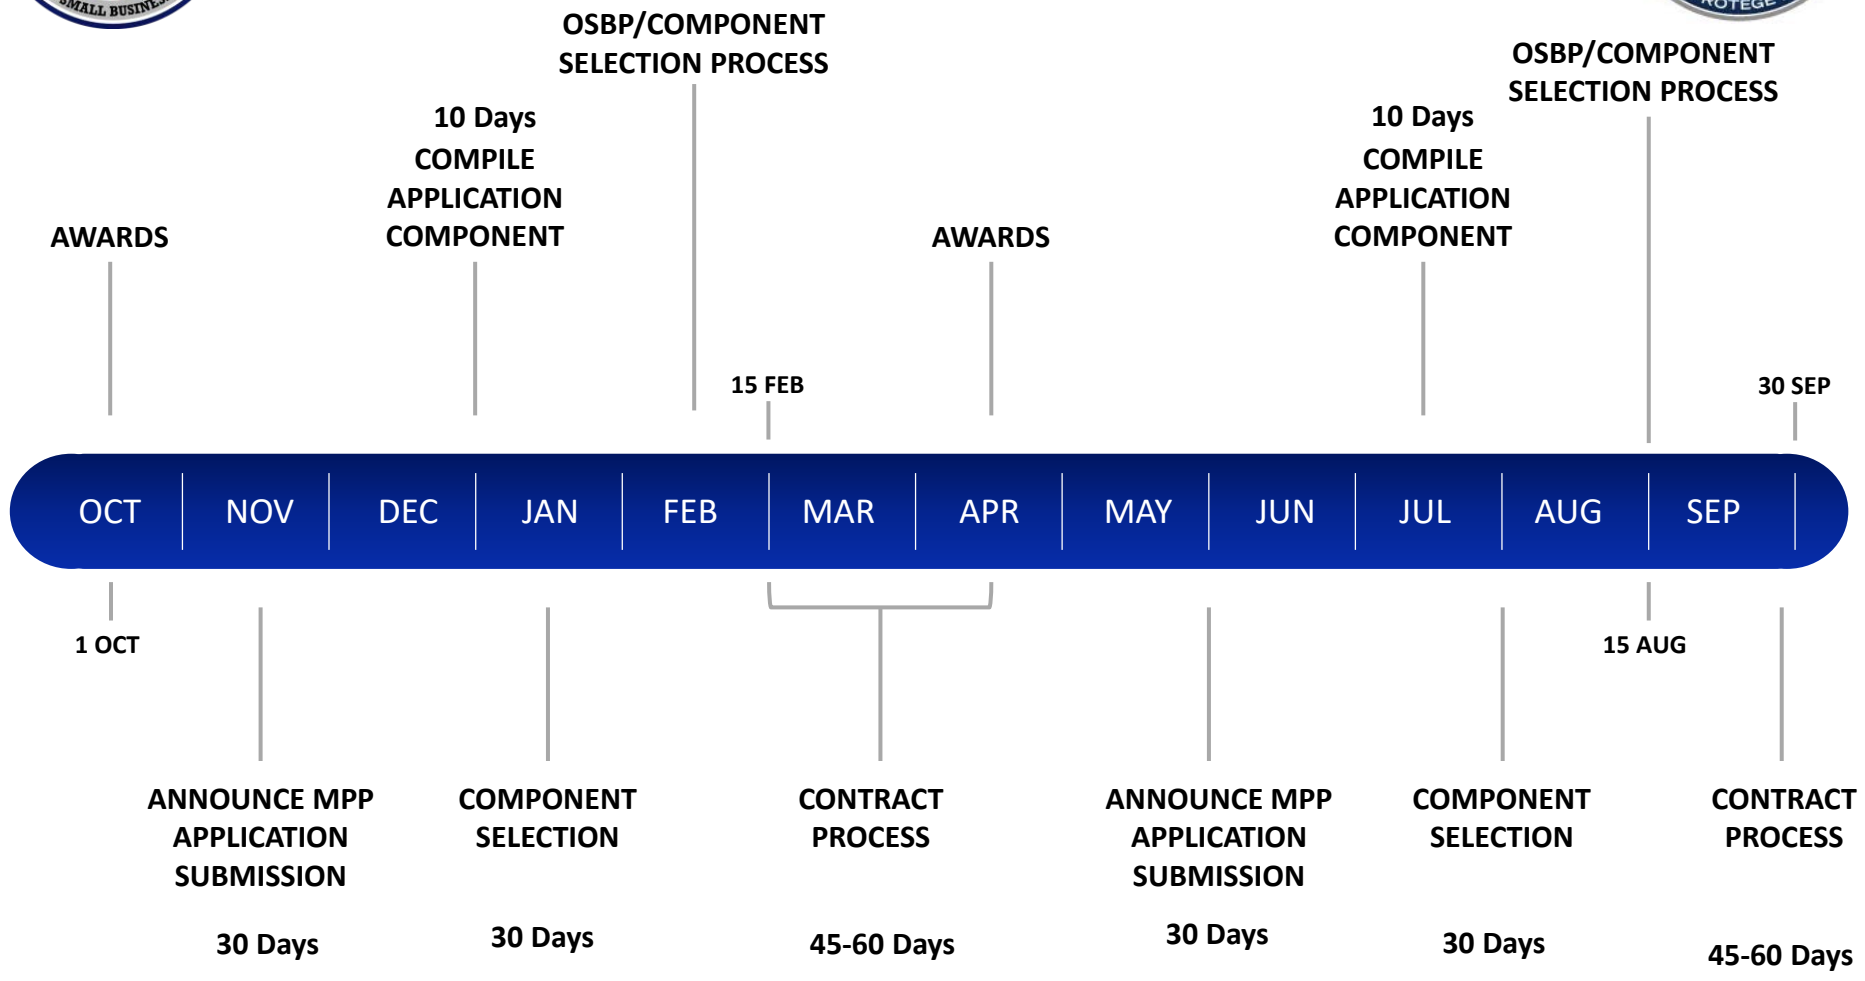 SMALL BUSINESS
OSBP/COMPONENT
SELECTION PROCESS
OSBP/COMPONENT
SELECTION PROCESS
10 Days
COMPILE
APPLICATION
COMPONENT
10 Days
COMPILE
APPLICATION
COMPONENT
AWARDS
AWARDS
15 FEB
30 SEP
OCT
NOV
DEC
JAN
FEB
MAR
APR
MAY
JUN
JUL
AUG
SEP
1 OCT
15 AUG
ANNOUNCE MPP
APPLICATION
SUBMISSION
30 Days
COMPONENT
SELECTION
30 Days
CONTRACT
PROCESS
45-60 Days
ANNOUNCE MPP
APPLICATION
SUBMISSION
30 Days
COMPONENT
SELECTION
30 Days
CONTRACT
PROCESS
45-60 Days